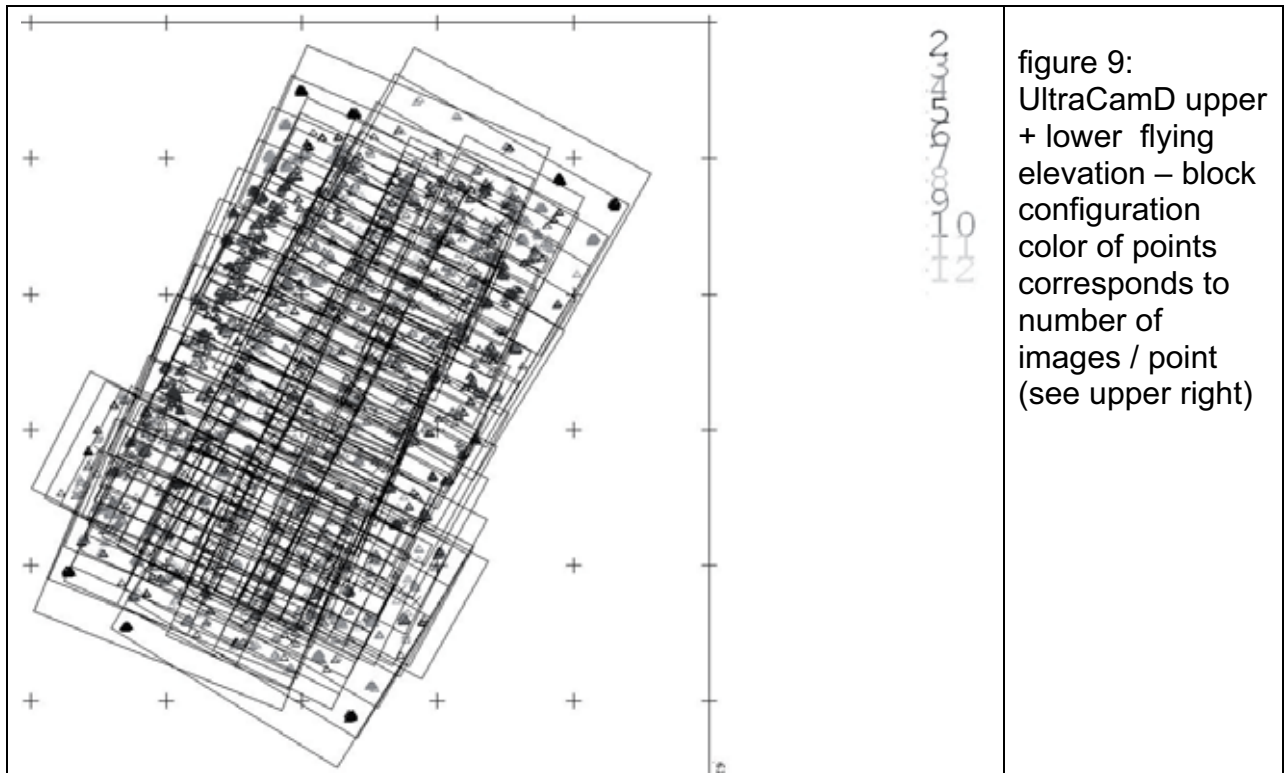 2
3
4
5
6
7
8
9
10
11
12
figure 9:
UltraCamD upper
+ lower flying
elevation – block
configuration
color of points
corresponds to
number of
images / point
(see upper right)